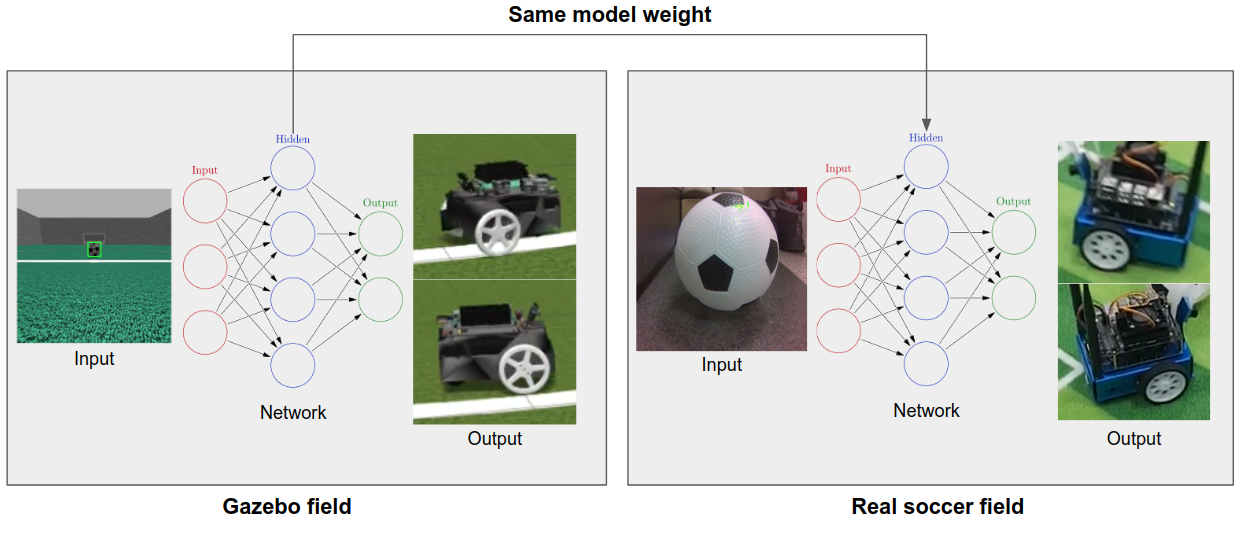 Same model weight
Hidden
Input
Output
Input
Network
Output
Gazebo field
Hidden
Input
Output
Input
Network
Output
Real soccer field